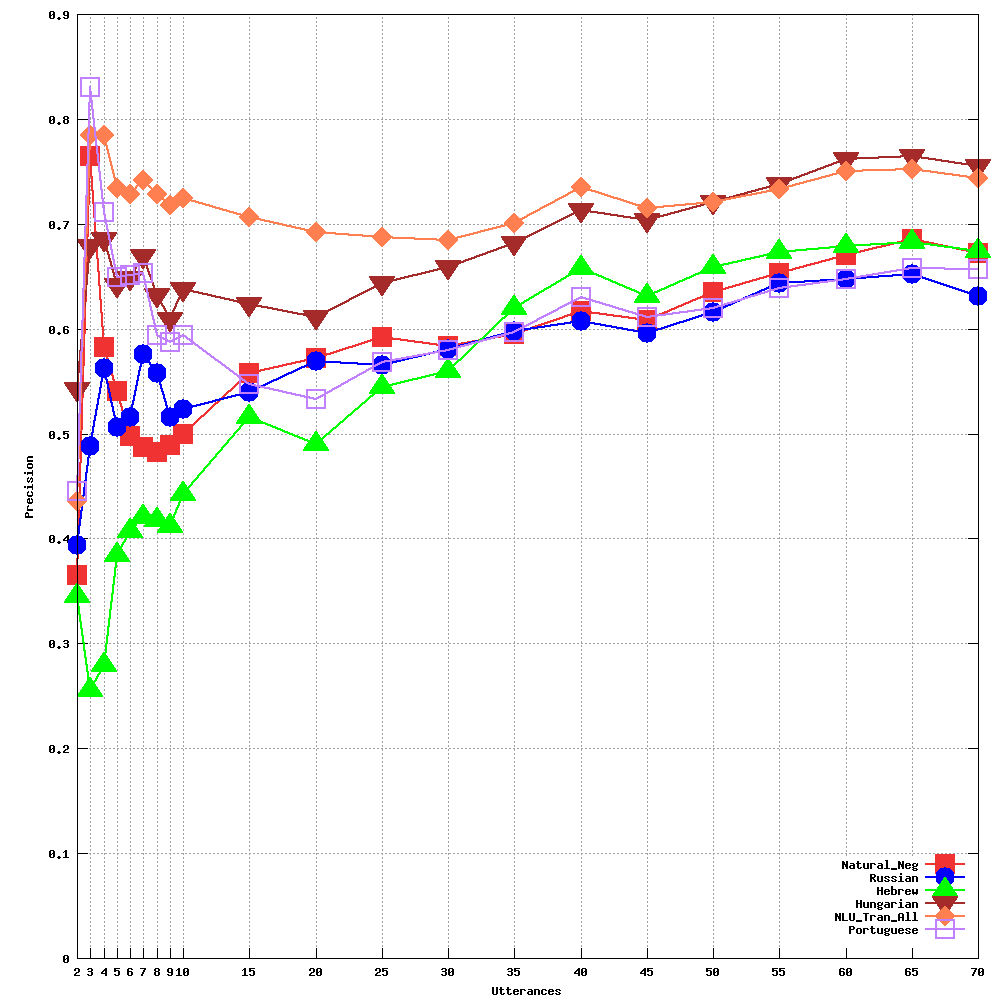 0.9
0.8
0.7
0.6
0.5
0.4
0.3
0.2
0.1
0
Precision
2 3 4 5 6 7 8 9 10 15 20 25 30 35 40 45 50 55 60 65 70
Utterances
Natural_Neg
Russian
Hebrew
Hungarian
NLU_Tran_All
Portuguese